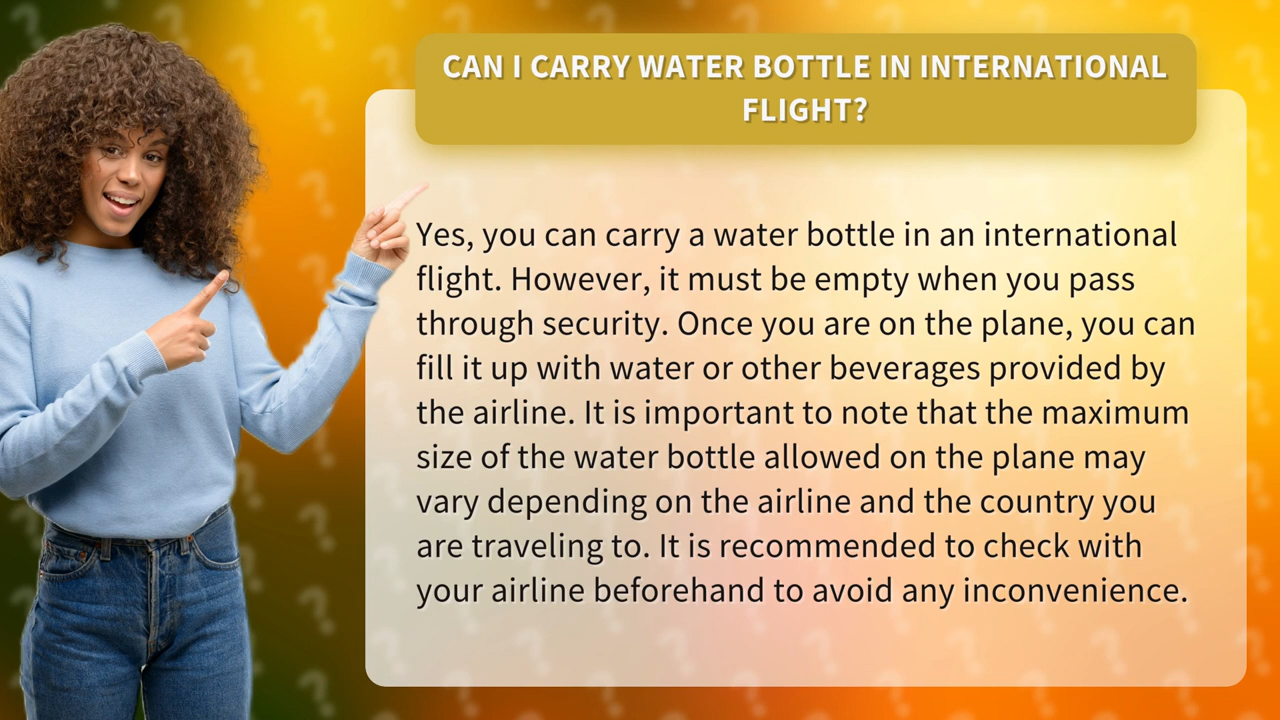 CAN I CARRY WATER BOTTLE IN INTERNATIONAL
FLIGHT?
Yes, you can carry a water bottle in an international
flight. However, it must be empty when you pass
through security. Once you are on the plane, you can
fill it up with water or other beverages provided by
the airline. It is important to note that the maximum
size of the water bottle allowed on the plane may
vary depending on the airline and the country you
are traveling to. It is recommended to check with
your airline beforehand to avoid any inconvenience.